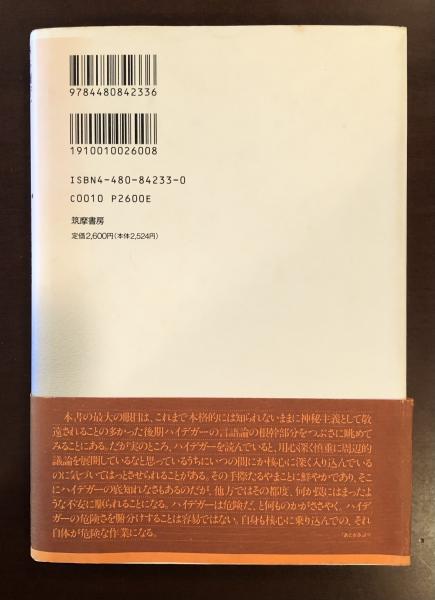 9784480842336
1910010026008
ISBN4-480-84233-0
C0010 P2600E
筑摩書房
定価2,600円(本体2,524円)
本書の最大の眼目は、これまで本格的には知られないままに神秘主義として敬
遠されることの多かった後期ハイデガーの言語論の根幹部分をつぶさに眺めて
みることにある。だが実のところ、ハイデガーを読んでいると、用心深く慎重に周辺的
議論を展開しているなと思っているうちにいつの間にか核心に深く入り込んでいる
のに気づいてはっとさせられることがある。その手際たるやまことに鮮やかであり、そ
こにハイデガーの底知れなさもあるのだが、他方ではその都度、何か罠にはまったよ
うな不安に駆られることになる。ハイデガーは危険だ、と何ものかがささやく。ハイデ
ガーの危険さを腑分けすることは容易ではない。自身も核心に乗り込んでの、それ
自体が危険な作業になる。
「あとがき」より